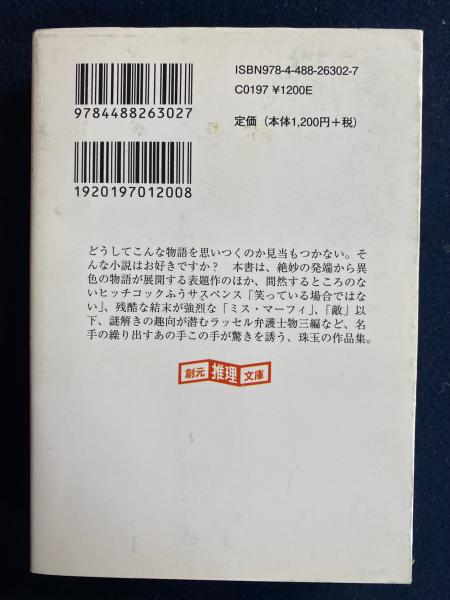 ISBN978-4-488-26302-7
C0197 ¥1200E
定価（本体1,200円＋税）
9784488263027
1920197012008
どうしてこんな物語を思いつくのか見当もつかない。そ
んな小説はお好きですか？　本書は、絶妙の発端から異
色の物語が展開する表題作のほか、間然するところのな
いヒッチコックふうサスペンス「笑っている場合ではな
い」、残酷な結末が強烈な「ミス・マーフィ」、「敵」以
下、謎解きの趣向が潜むラッセル弁護士物三編など、名
手の繰り出すあの手この手が驚きを誘う、珠玉の作品集。
創元推理文庫